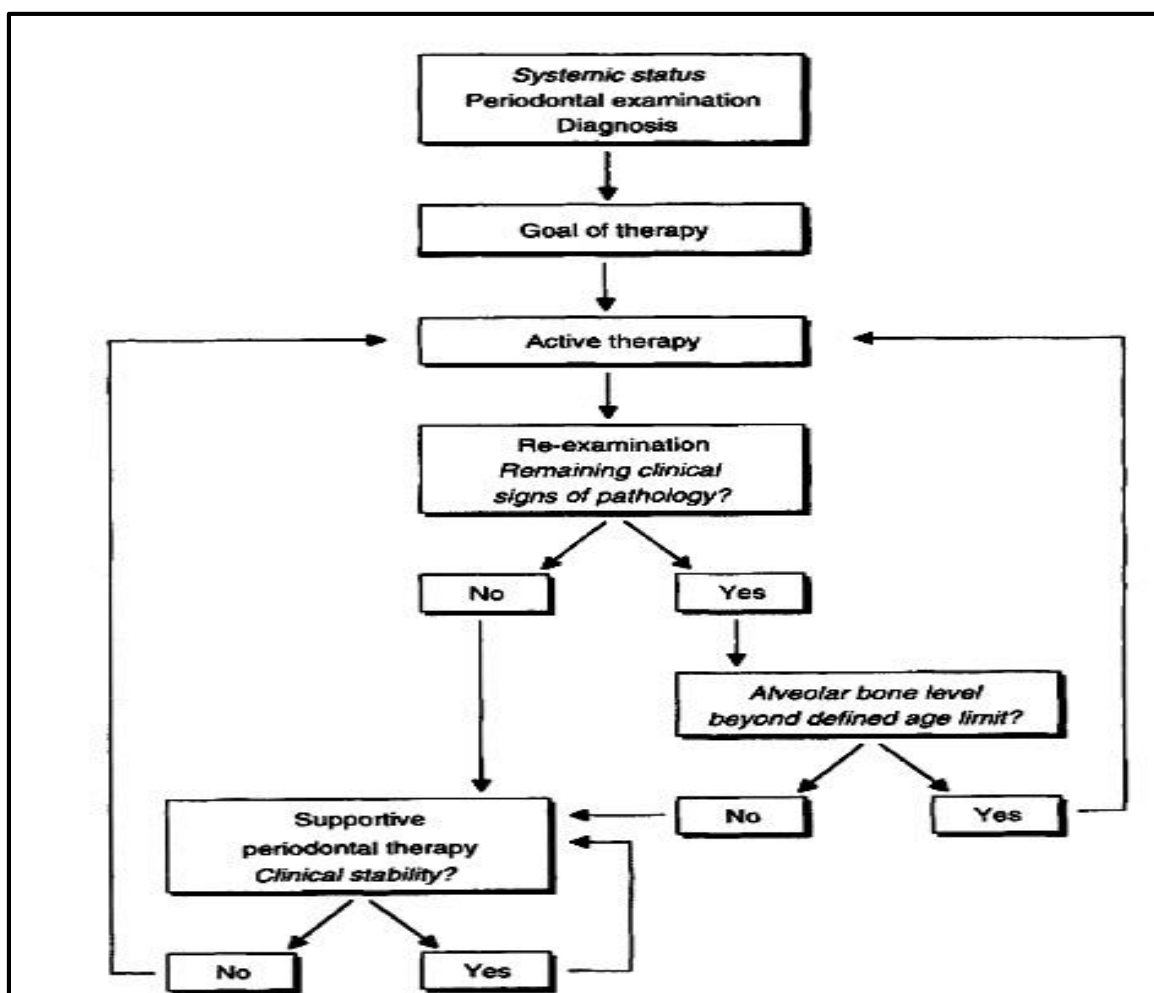 Systemic status
Periodontal examination
Diagnosis
Goal of therapy
Active therapy
Re-examination
Remaining clinical
signs of pathology?
No
Yes
Alveolar bone level
beyond defined age limit?
No
Yes
Supportive
periodontal therapy
Clinical stability?
No
Yes